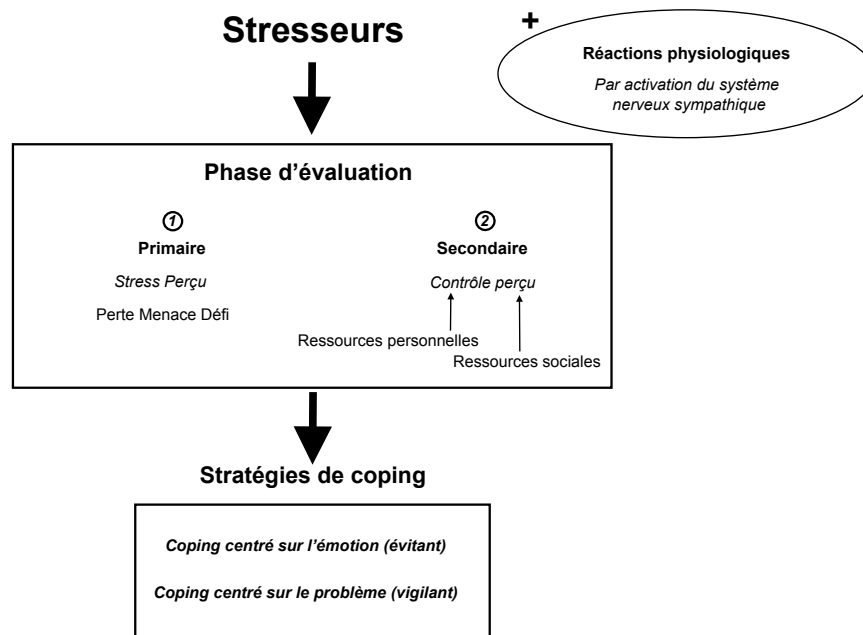 Stresseurs
+
Réactions physiologiques
Par activation du système
nerveux sympathique
Phase d'évaluation
1
Primaire
Stress Perçu
Perte Menace Défi
2
Secondaire
Contrôle perçu
Ressources personnelles
Ressources sociales
Stratégies de coping
Coping centré sur l'émotion (évitant)
Coping centré sur le problème (vigilant)